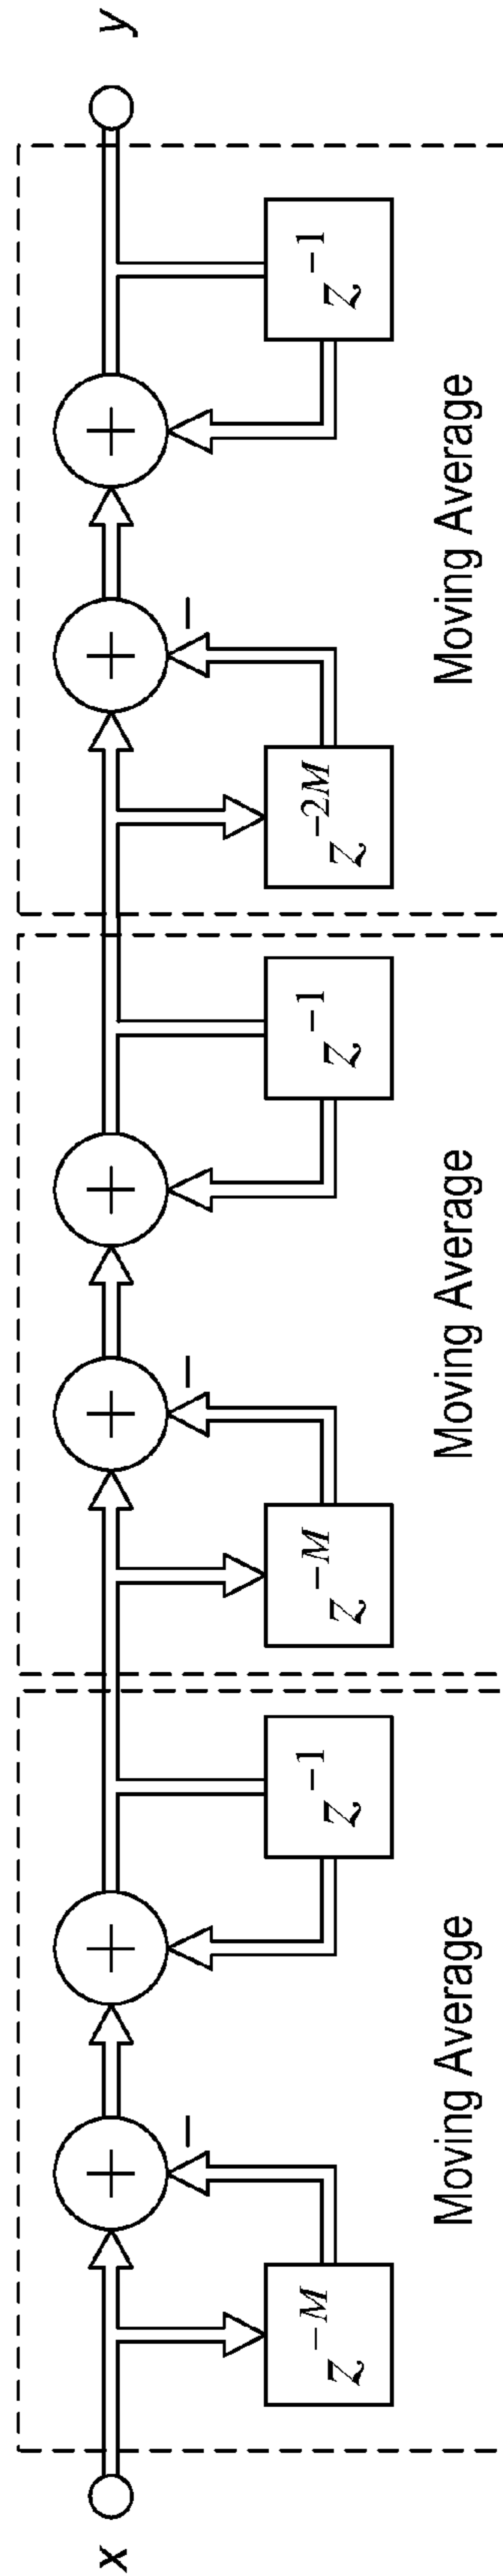 x
y
+
−
+
+
−
+
+
−
+
z^{-M}
z^{-1}
z^{-M}
z^{-1}
z^{-2M}
z^{-1}
Moving Average
Moving Average
Moving Average